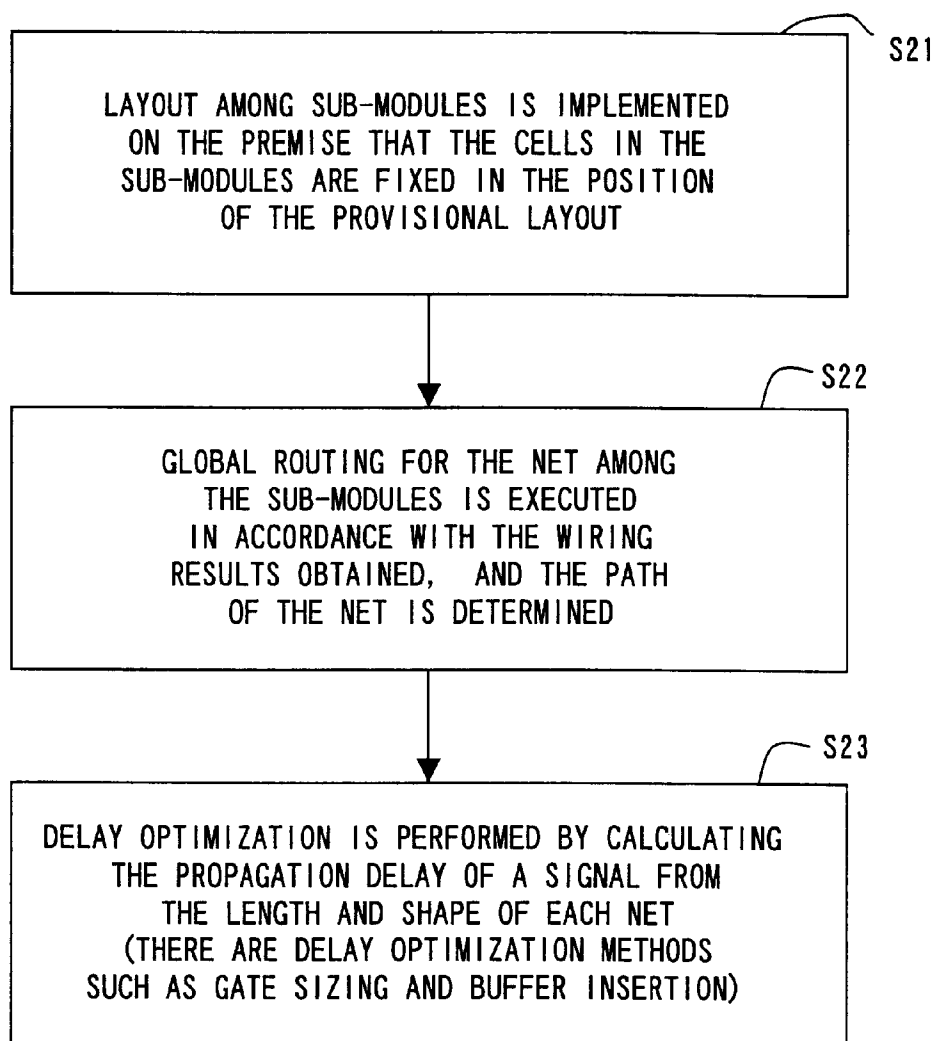 S21
LAYOUT AMONG SUB-MODULES IS IMPLEMENTED
ON THE PREMISE THAT THE CELLS IN THE
SUB-MODULES ARE FIXED IN THE POSITION
OF THE PROVISIONAL LAYOUT
S22
GLOBAL ROUTING FOR THE NET AMONG
THE SUB-MODULES IS EXECUTED
IN ACCORDANCE WITH THE WIRING
RESULTS OBTAINED, AND THE PATH
OF THE NET IS DETERMINED
S23
DELAY OPTIMIZATION IS PERFORMED BY CALCULATING
THE PROPAGATION DELAY OF A SIGNAL FROM
THE LENGTH AND SHAPE OF EACH NET
(THERE ARE DELAY OPTIMIZATION METHODS
SUCH AS GATE SIZING AND BUFFER INSERTION)